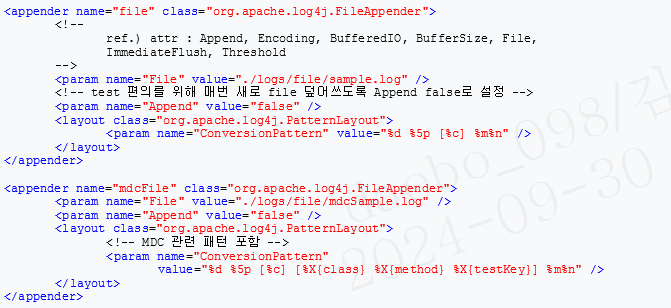 <appender name="file" class="org.apache.log4j.FileAppender">
<!--
ref.) attr : Append, Encoding, BufferedIO, BufferSize, File,
ImmediateFlush, Threshold
-->
<param name="File" value="./logs/file/sample.log" />
<!-- test 편의를 위해 매번 새로 file 덮어쓰도록 Append false로 설정 -->
<param name="Append" value="false" />
<layout class="org.apache.log4j.PatternLayout">
<param name="ConversionPattern" value="%d %5p [%c] %m%n" />
</layout>
</appender>
<appender name="mdcFile" class="org.apache.log4j.FileAppender">
<param name="File" value="./logs/file/mdcSample.log" />
<param name="Append" value="false" />
<layout class="org.apache.log4j.PatternLayout">
<!-- MDC 관련 패턴 포함 -->
<param name="ConversionPattern"
value="%d %5p [%c] [%X{class} %X{method} %X{testKey}] %m%n" />
</layout>
</appender>
2024-09-30